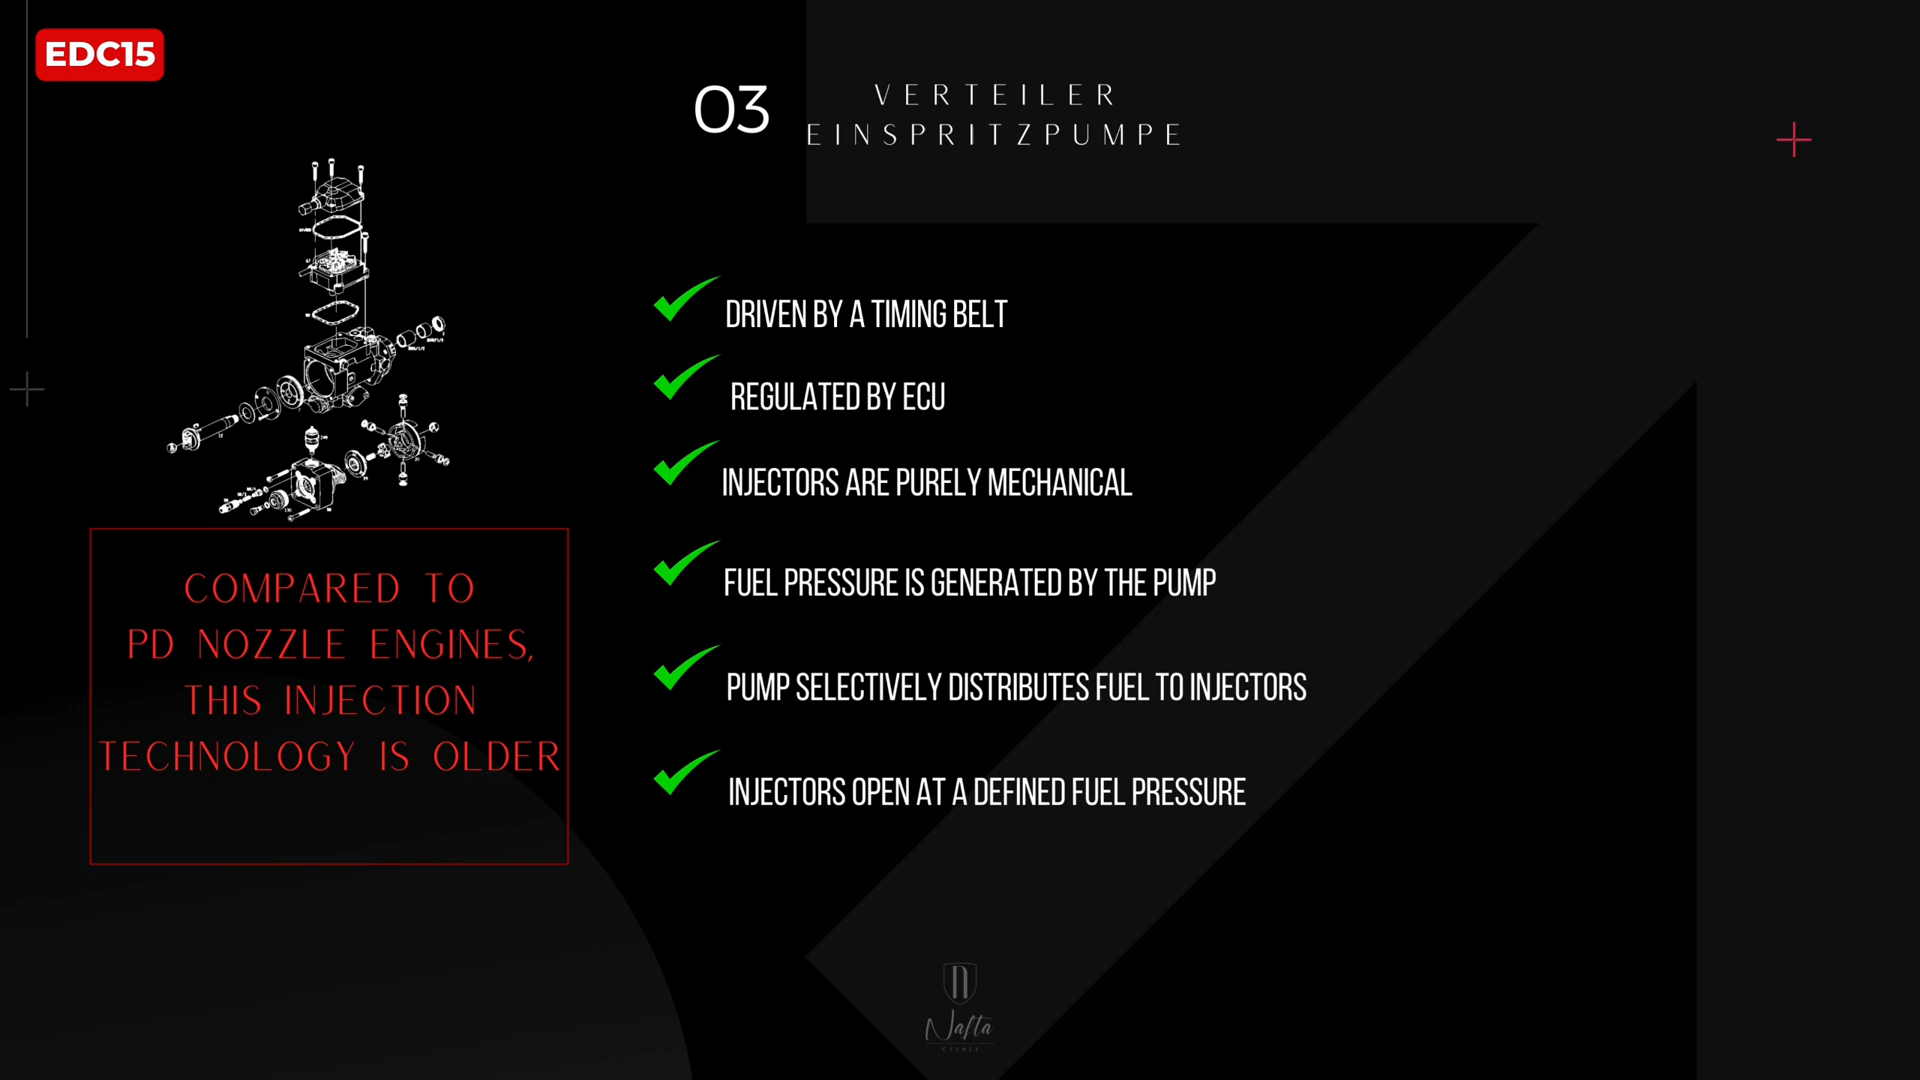 EDC15
03
VERTEILER
EINSPRITZPUMPE
DRIVEN BY A TIMING BELT
REGULATED BY ECU
INJECTORS ARE PURELY MECHANICAL
FUEL PRESSURE IS GENERATED BY THE PUMP
PUMP SELECTIVELY DISTRIBUTES FUEL TO INJECTORS
INJECTORS OPEN AT A DEFINED FUEL PRESSURE
COMPARED TO
PD NOZZLE ENGINES,
THIS INJECTION
TECHNOLOGY IS OLDER
Nafta
C12H23